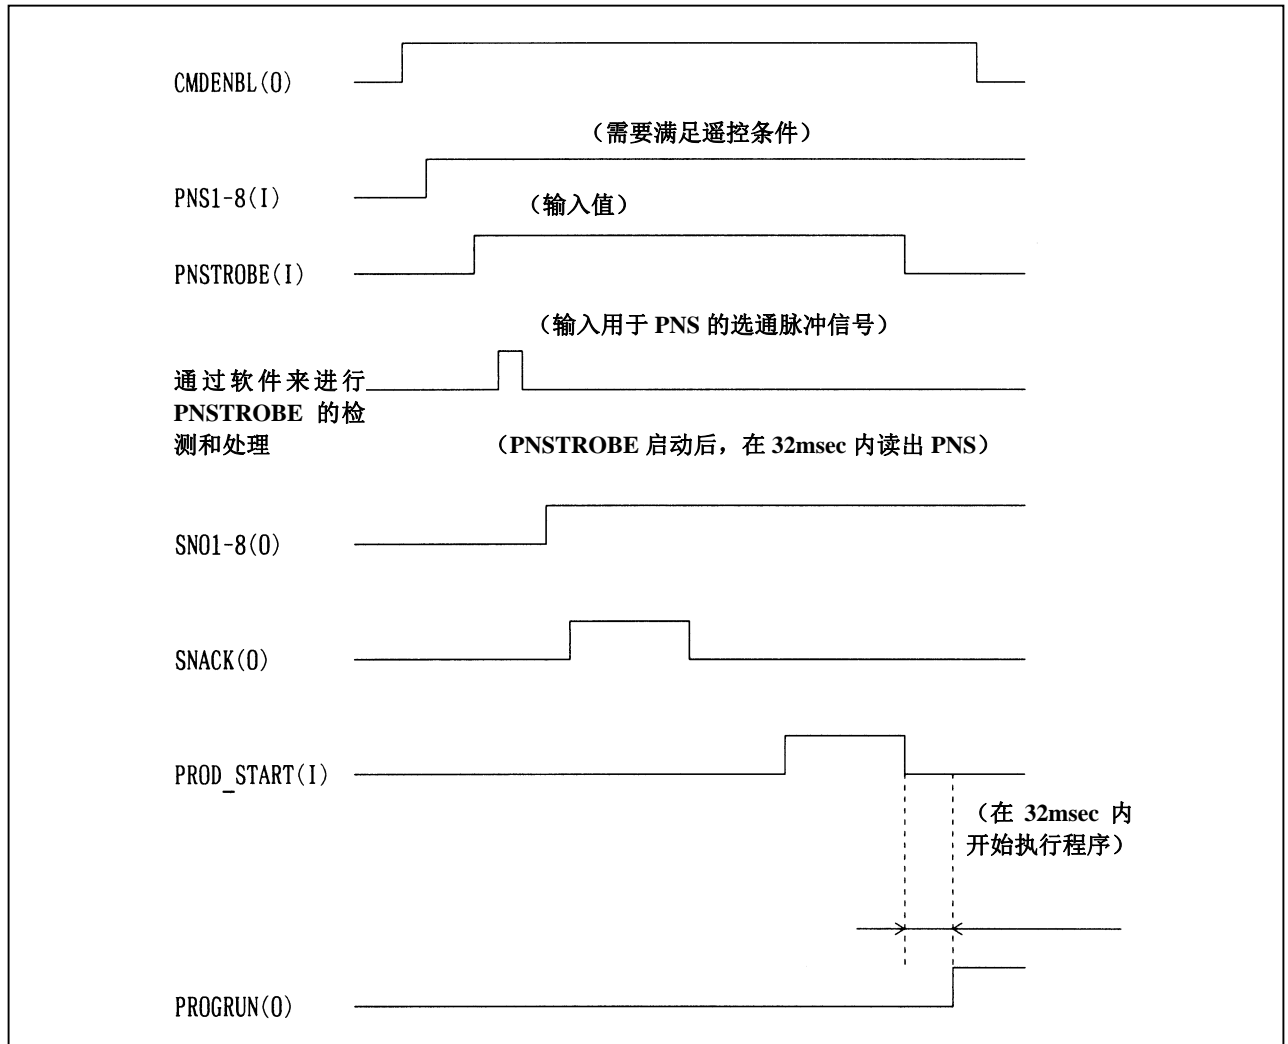 CMDENBL(O)
（需要满足遥控条件）
PNS1-8(I)
（输入值）
PNSTROBE(I)
（输入用于 PNS 的选通脉冲信号）
通过软件来进行
PNSTROBE 的检
测和处理
（PNSTROBE 启动后，在 32msec 内读出 PNS）
SNO1-8(O)
SNACK(O)
PROD_START(I)
（在 32msec 内
开始执行程序）
PROGRUN(O)